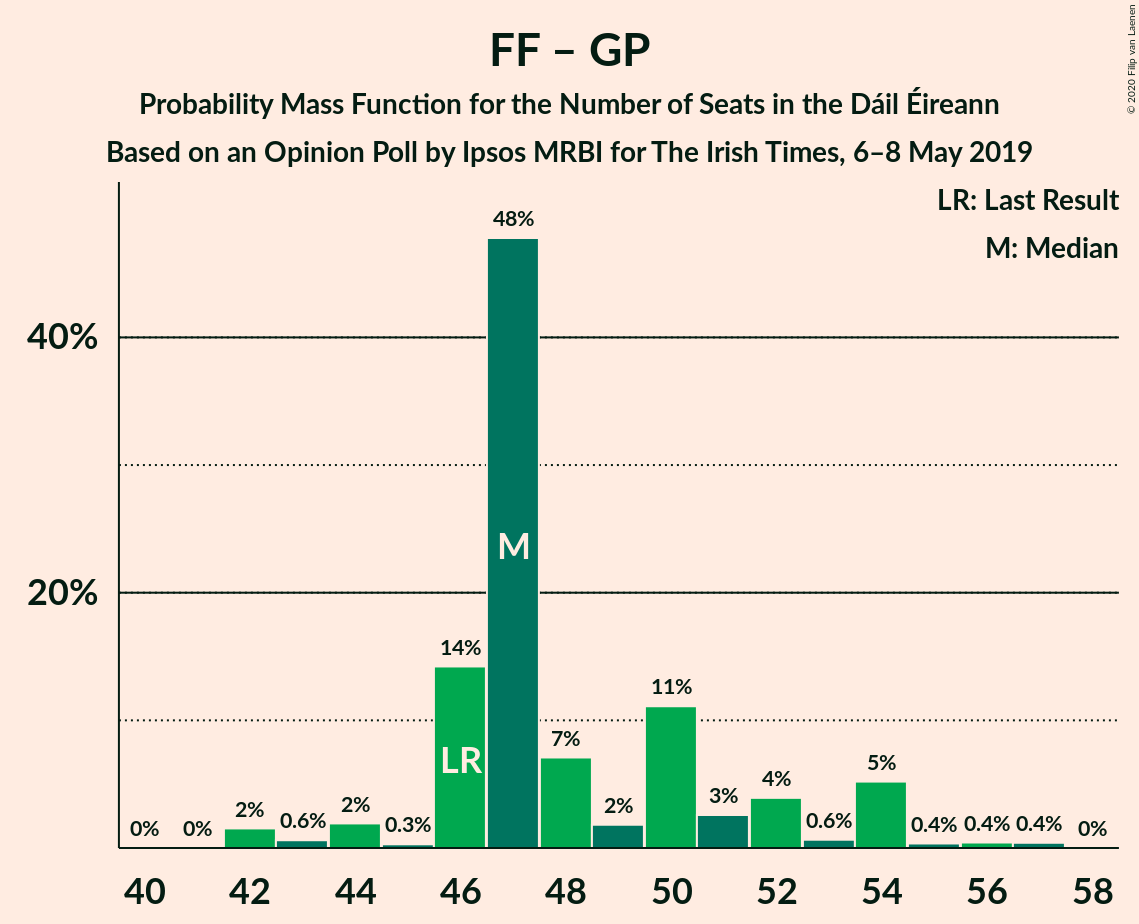 FF – GP
Probability Mass Function for the Number of Seats in the Dáil Éireann
Based on an Opinion Poll by Ipsos MRBI for The Irish Times, 6–8 May 2019
© 2020 Filip van Laenen
LR: Last Result
M: Median
40%
20%
0% 0% 2% 0.6% 2% 0.3% 14% 48% 7% 2% 11% 3% 4% 0.6% 5% 0.4% 0.4% 0.4% 0%
LR
M
40 42 44 46 48 50 52 54 56 58